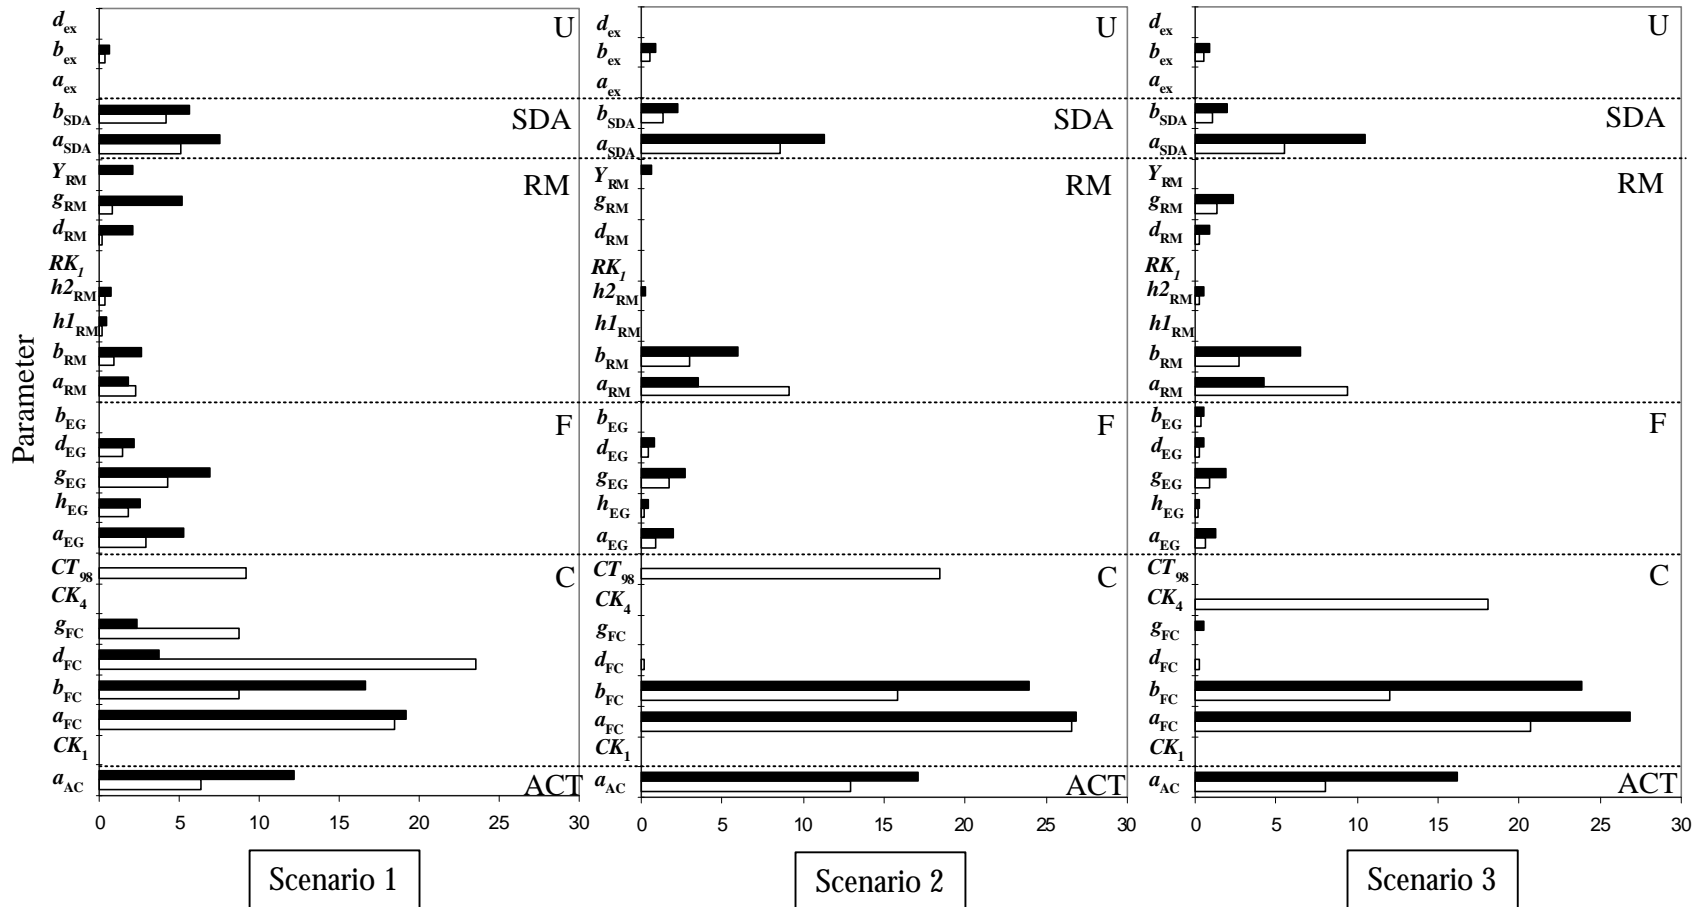 Parameter
d_ex
b_ex
a_ex
b_SDA
a_SDA
Y_RM
g_RM
d_RM
RK_1
h2_RM
h1_RM
b_RM
a_RM
b_EG
d_EG
g_EG
h_EG
a_EG
CT_98
CK_4
g_FC
d_FC
b_FC
a_FC
CK_1
a_AC
U
SDA
RM
F
C
ACT
0 5 10 15 20 25 30
Scenario 1
d_ex
b_ex
a_ex
b_SDA
a_SDA
Y_RM
g_RM
d_RM
RK_1
h2_RM
h1_RM
b_RM
a_RM
b_EG
d_EG
g_EG
h_EG
a_EG
CT_98
CK_4
g_FC
d_FC
b_FC
a_FC
CK_1
a_AC
U
SDA
RM
F
C
ACT
0 5 10 15 20 25 30
Scenario 2
d_ex
b_ex
a_ex
b_SDA
a_SDA
Y_RM
g_RM
d_RM
RK_1
h2_RM
h1_RM
b_RM
a_RM
b_EG
d_EG
g_EG
h_EG
a_EG
CT_98
CK_4
g_FC
d_FC
b_FC
a_FC
CK_1
a_AC
U
SDA
RM
F
C
ACT
0 5 10 15 20 25 30
Scenario 3